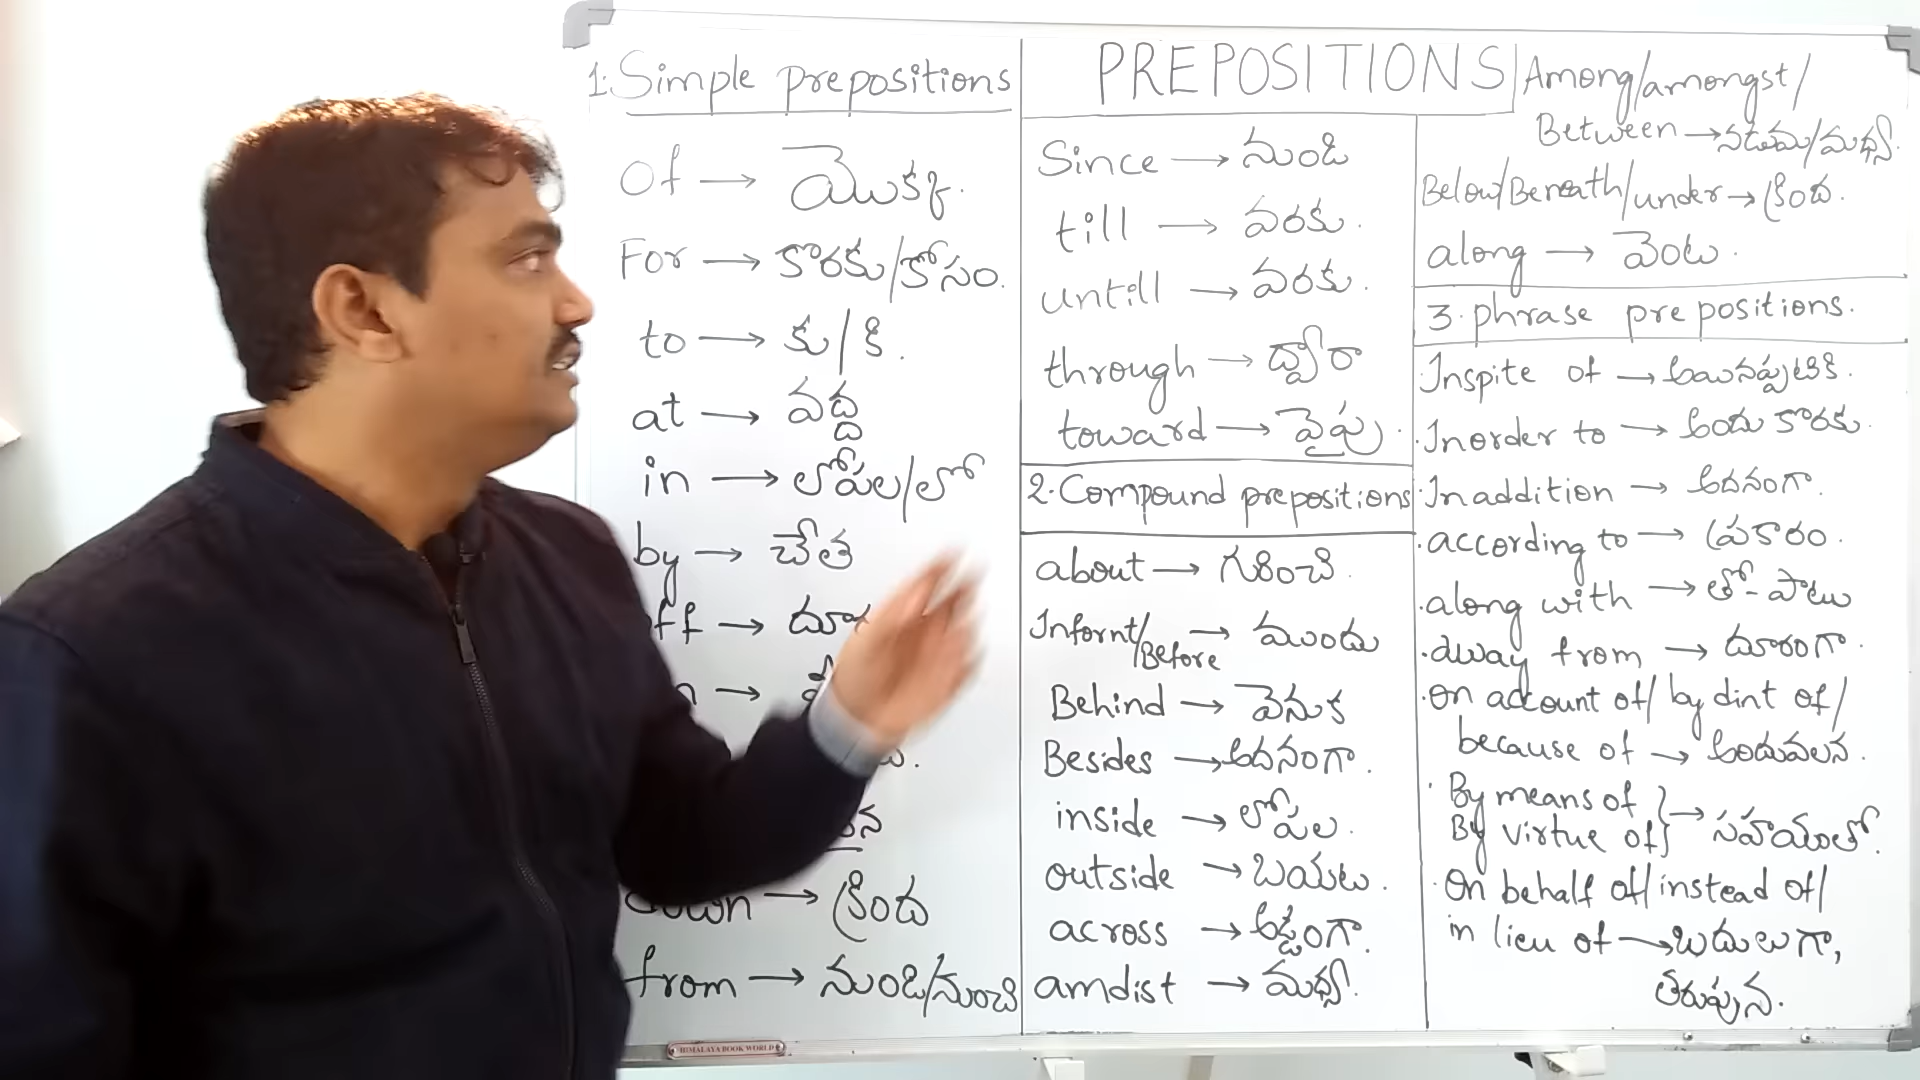 1. Simple prepositions
Of → యొక్క.
For → కొరకు/కోసం.
to → కు/కి.
at → వద్ద
in → లోపల/లో
by → చేత
→
→
→ క్రింద
from → నుండి/నుంచి
PREPOSITIONS
Since → నుండి
till → వరకు.
untill → వరకు.
through → ద్వారా
toward → వైపు.
2. Compound prepositions
about → గురించి.
Infornt/Before → ముందు
Behind → వెనుక
Besides → అదనంగా.
inside → లోపల.
outside → బయట.
across → అడ్డంగా.
amdist → మధ్య.
Among/amongst/
Between → నడుమ/మధ్య.
Below/Beneath/under → క్రింద.
along → వెంట.
3. phrase prepositions.
·Inspite of → అయినప్పటికి.
·Inorder to → అందు కొరకు.
·Inaddition → అదనంగా.
·according to → ప్రకారం.
·along with → తో-పాటు
·away from → దూరంగా.
·on account of/ by dint of/
because of → అందువలన.
· By means of
By virtue of} → సహాయంతో.
· On behalf of/instead of/
in lieu of → బదులుగా,
తరుపున.
HIMALAYA BOOK WORLD